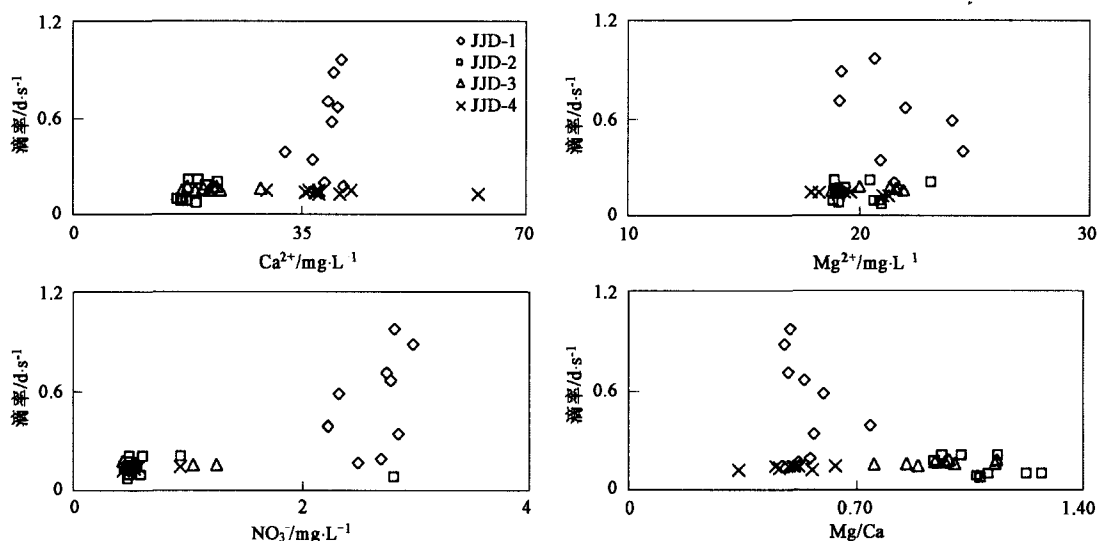 1.2
0.6
0
滴率/d·s⁻¹
0
35
70
Ca²⁺/mg·L⁻¹
JJD-1
JJD-2
JJD-3
JJD-4
1.2
0.6
0
滴率/d·s⁻¹
10
20
30
Mg²⁺/mg·L⁻¹
1.2
0.6
0
滴率/d·s⁻¹
0
2
4
NO₃⁻/mg·L⁻¹
1.2
0.6
0
滴率/d·s⁻¹
0
0.70
1.40
Mg/Ca